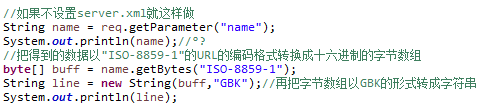 //如果不设置server.xml就这样做
String name = req.getParameter("name");
System.out.println(name);//°?
//把得到的数据以"ISO-8859-1"的URL的编码格式转换成十六进制的字节数组
byte[] buff = name.getBytes("ISO-8859-1");
String line = new String(buff,"GBK");//再把字节数组以GBK的形式转成字符串
System.out.println(line);